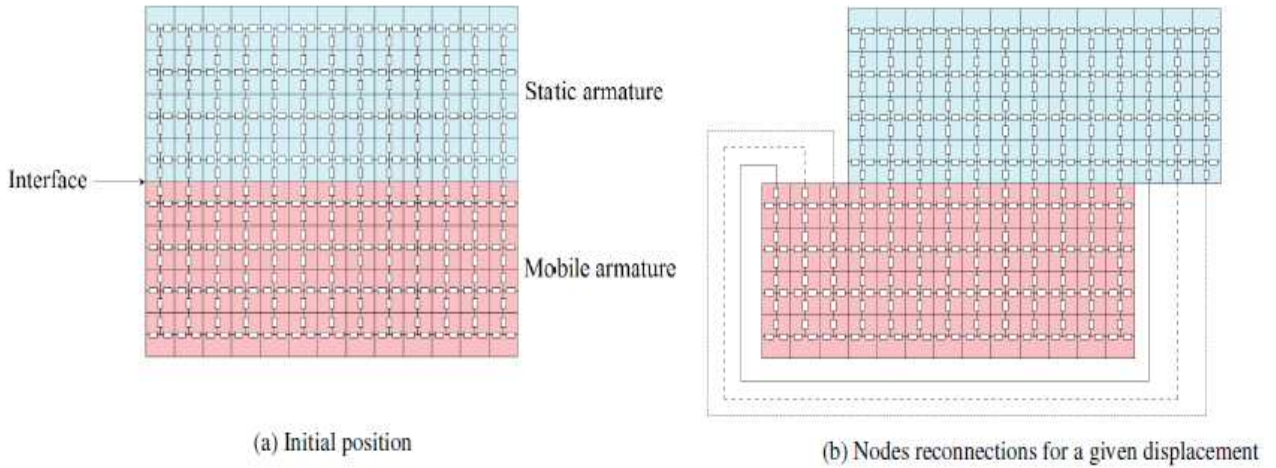 Static armature
Interface
Mobile armature
(a) Initial position
(b) Nodes reconnections for a given displacement